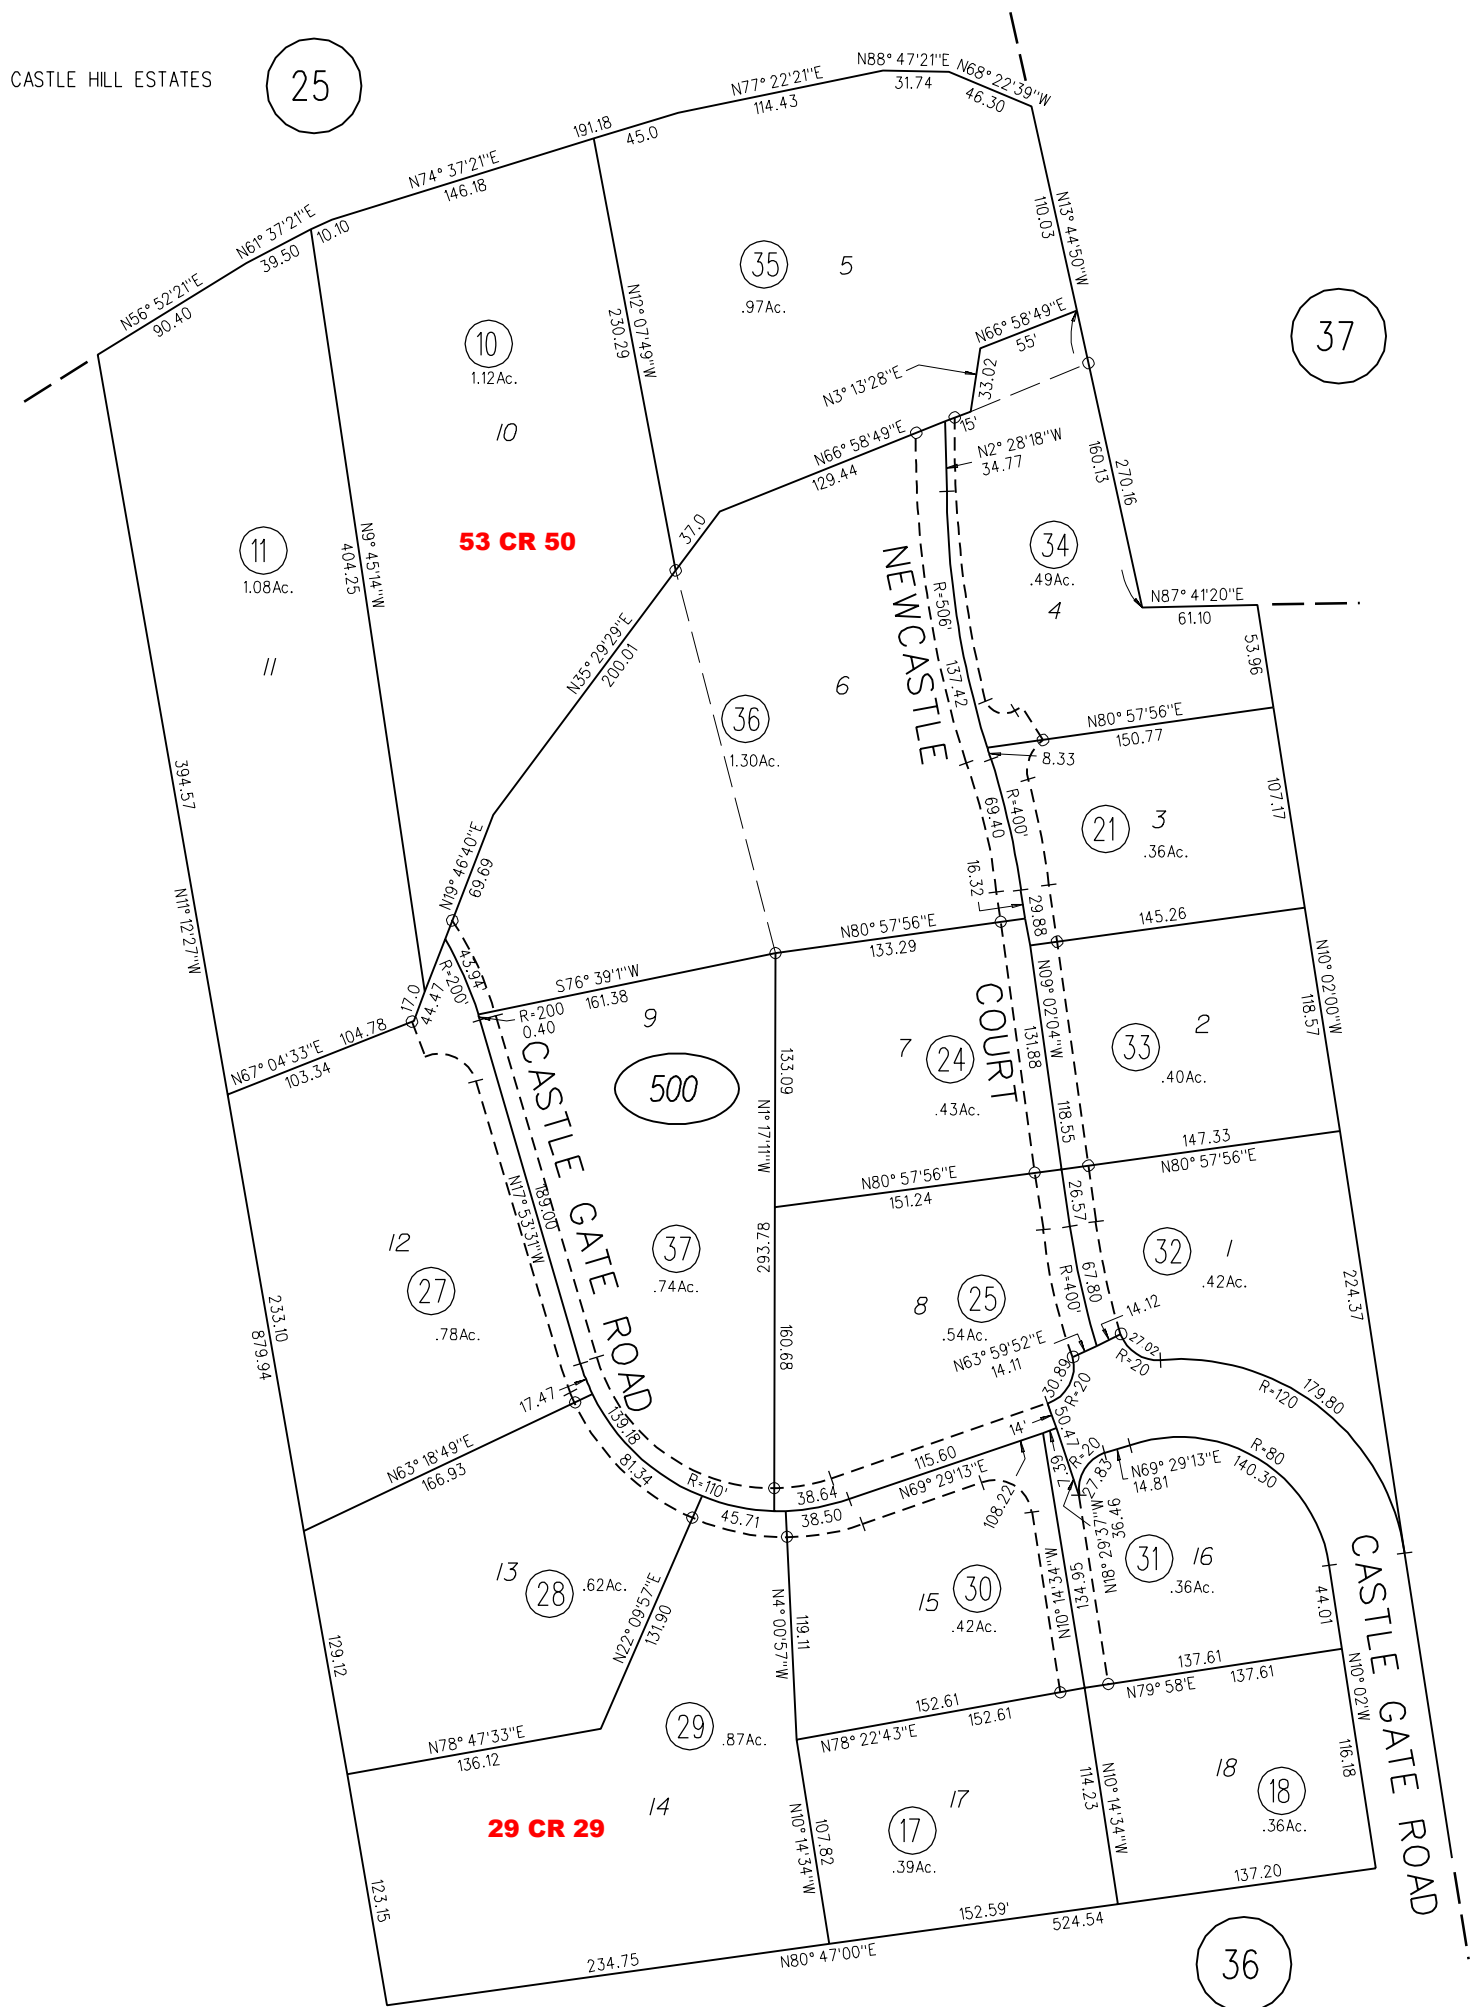 CASTLE HILL ESTATES
25
N88° 47'21"E
31.74
N68° 22'39"W
46.30
N77° 22'21"E
114.43
191.18
45.0
N74° 37'21"E
146.18
N61° 37'21"E
39.50
10.10
N56° 52'21"E
90.40
N13° 44'50"W
110.03
35
5
.97Ac.
N12° 07'49"W
230.29
10
1.12Ac.
10
37
N66° 58'49"E
55'
N3° 13'28"E
33.02
15'
N66° 58'49"E
129.44
N2° 28'18"W
34.77
160.13
270.16
37.0
53 CR 50
11
1.08Ac.
11
N9° 45'14"W
404.25
34
.49Ac.
4
N87° 41'20"E
61.10
53.96
NEWCASTLE
R=506'
137.42
N35° 29'29"E
200.01
6
36
1.30Ac.
N80° 57'56"E
150.77
8.33
394.57
N11° 12'27"W
107.17
R=400'
69.40
21
3
.36Ac.
N19° 46'40"E
69.69
16.32
29.88
145.26
N80° 57'56"E
133.29
43.94'
R=200'
S76° 39'1"W
161.38
17.0
44.47
R=200
0.40
9
104.78
N67° 04'33"E
103.34
COURT
N09° 02'04"W
131.88
N10° 02'00"W
118.57
2
33
.40Ac.
7
24
.43Ac.
500
133.09
N1° 17'11"W
293.78
118.55
147.33
N80° 57'56"E
N80° 57'56"E
151.24
26.57
CASTLE GATE ROAD
N17° 53'31"W
189.00
12
27
.78Ac.
37
.74Ac.
233.10
879.94
32
1
.42Ac.
224.37
8
25
.54Ac.
R=400'
67.80
14.12
N63° 59'52"E
14.11
27.02
R=20
160.68
30.89
R=20
R=120
179.80
17.47
139.18
N63° 18'49"E
166.93
81.34
R=110'
14'
50.47
115.60
N69° 29'13"E
108.22
7.39
R=20
27.83
N69° 29'13"E
14.81
R=80
140.30
38.64
38.50
45.71
N18° 29'37"W
36.46
31
16
.36Ac.
13
28
.62Ac.
N22° 09'57"E
131.90
N4° 00'57"W
119.11
15
30
.42Ac.
N10° 14'34"W
134.95
44.01
CASTLE GATE ROAD
129.12
137.61
N79° 58'E
137.61
N10° 02'W
116.18
152.61
N78° 22'43"E
152.61
29
.87Ac.
N78° 47'33"E
136.12
14
29 CR 29
17
17
.39Ac.
N10° 14'34"W
107.82
N10° 14'34"W
114.23
18
18
.36Ac.
123.15
137.20
152.59'
524.54
N80° 47'00"E
234.75
36